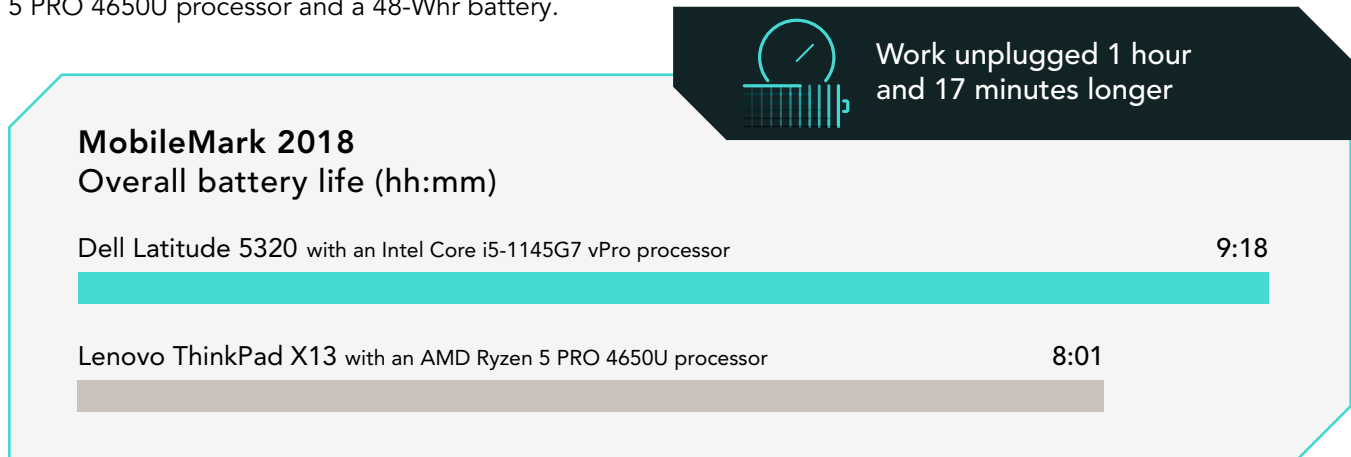 5 PRO 4650U processor and a 48-Whr battery.
Work unplugged 1 hour
and 17 minutes longer
MobileMark 2018
Overall battery life (hh:mm)
Dell Latitude 5320 with an Intel Core i5-1145G7 vPro processor 9:18
Lenovo ThinkPad X13 with an AMD Ryzen 5 PRO 4650U processor 8:01